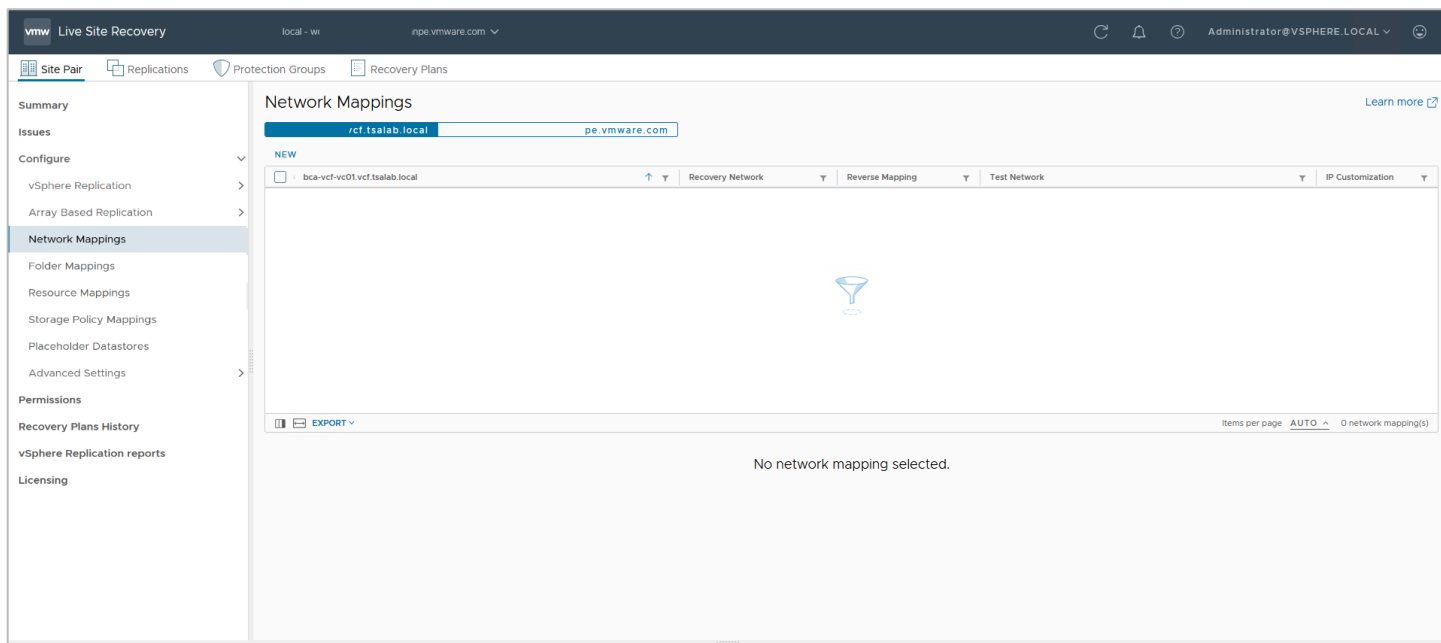 vmw Live Site Recovery local - w npe.vmware.com Administrator@VSPHERE.LOCAL
Site Pair Replications Protection Groups Recovery Plans
Summary
Issues
Configure
vSphere Replication
Array Based Replication
Network Mappings
Folder Mappings
Resource Mappings
Storage Policy Mappings
Placeholder Datastores
Advanced Settings
Permissions
Recovery Plans History
vSphere Replication reports
Licensing
Network Mappings
Learn more
vcf.tsalab.local pe.vmware.com
NEW
bca-vcf-vc01.vcf.tsalab.local Recovery Network Reverse Mapping Test Network IP Customization
EXPORT Items per page AUTO 0 network mapping(s)
No network mapping selected.